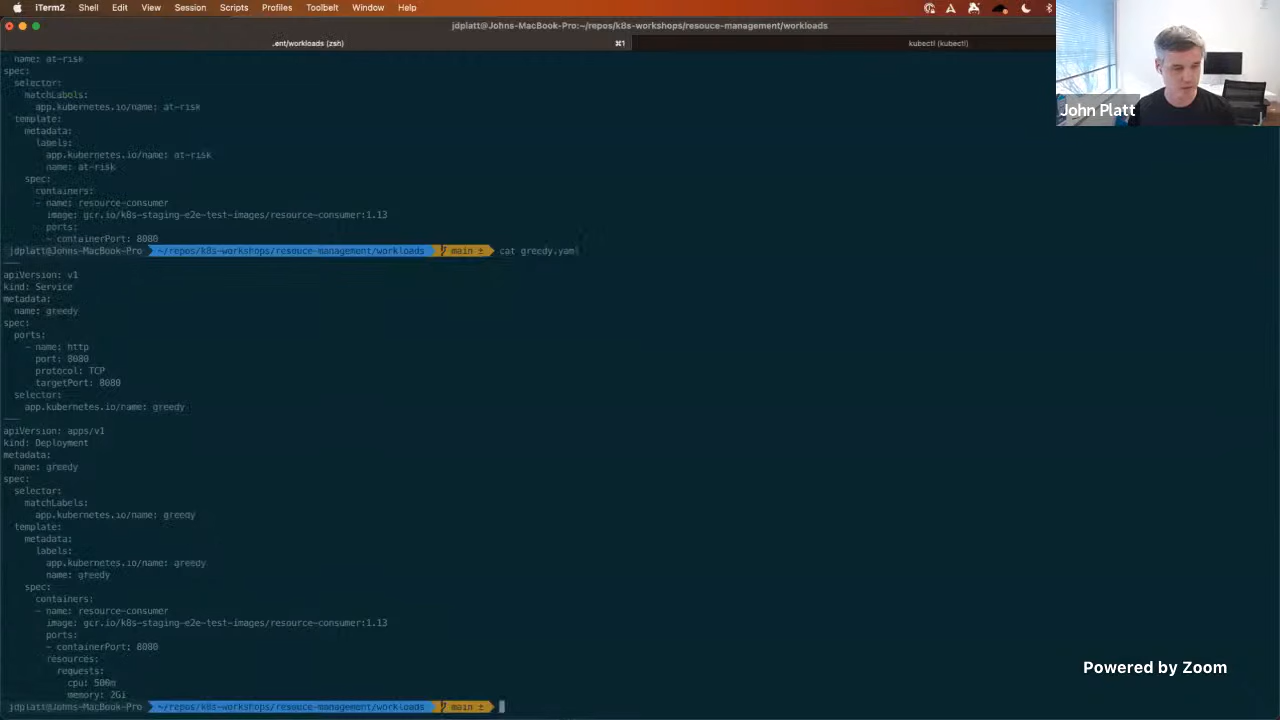 iTerm2 Shell Edit View Session Scripts Profiles Toolbelt Window Help
jdplatt@Johns-MacBook-Pro:~/repos/k8s-workshops/resouce-management/workloads
.ent/workloads (zsh) ⌘1 kubectl (kubectl)
name: at-risk
spec:
selector:
matchLabels:
app.kubernetes.io/name: at-risk
template:
metadata:
labels:
app.kubernetes.io/name: at-risk
name: at-risk
spec:
containers:
- name: resource-consumer
image: gcr.io/k8s-staging-e2e-test-images/resource-consumer:1.13
ports:
- containerPort: 8080
jdplatt@Johns-MacBook-Pro ~/repos/k8s-workshops/resouce-management/workloads main ± cat greedy.yaml
---
apiVersion: v1
kind: Service
metadata:
name: greedy
spec:
ports:
- name: http
port: 8080
protocol: TCP
targetPort: 8080
selector:
app.kubernetes.io/name: greedy
---
apiVersion: apps/v1
kind: Deployment
metadata:
name: greedy
spec:
selector:
matchLabels:
app.kubernetes.io/name: greedy
template:
metadata:
labels:
app.kubernetes.io/name: greedy
name: greedy
spec:
containers:
- name: resource-consumer
image: gcr.io/k8s-staging-e2e-test-images/resource-consumer:1.13
ports:
- containerPort: 8080
resources:
requests:
cpu: 500m
memory: 2Gi
jdplatt@Johns-MacBook-Pro ~/repos/k8s-workshops/resouce-management/workloads main ±
John Platt
Powered by Zoom